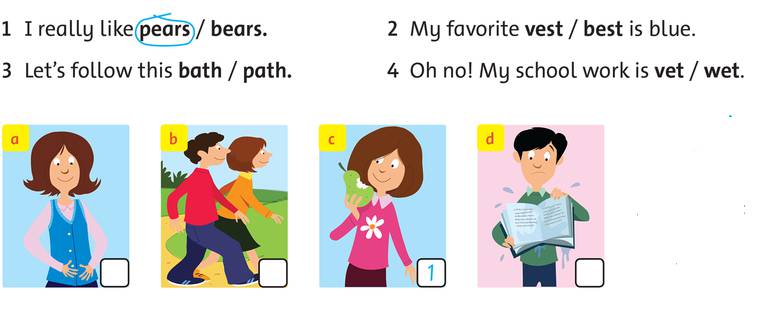 1 I really like pears / bears.
2 My favorite vest / best is blue.
3 Let's follow this bath / path.
4 Oh no! My school work is vet / wet.
a b c d
1